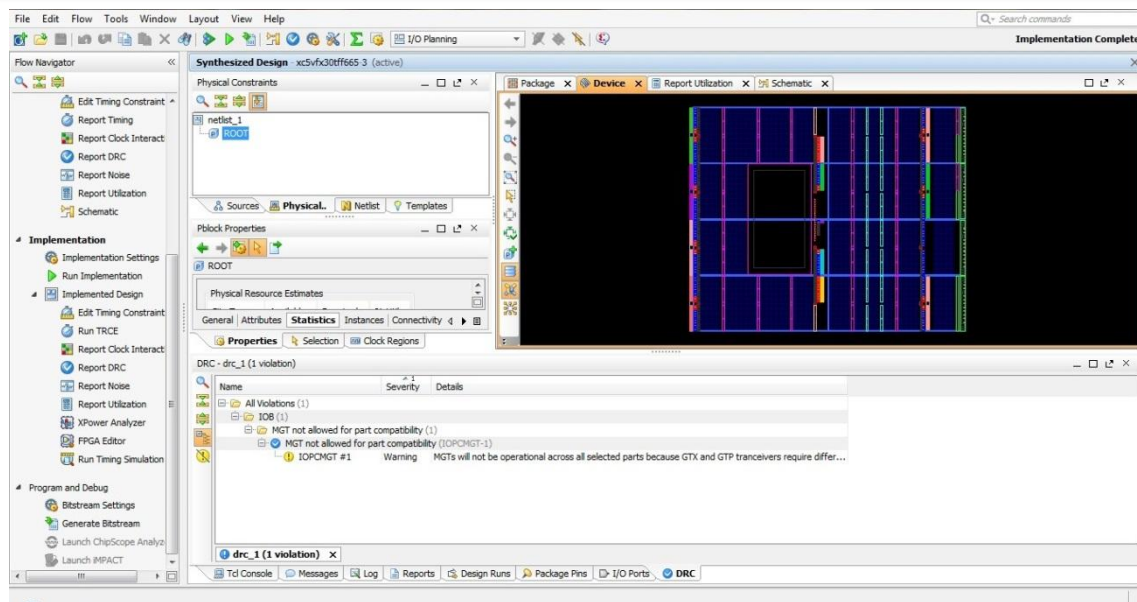 File Edit Flow Tools Window Layout View Help
Search commands
I/O Planning
Implementation Complete
Flow Navigator
Edit Timing Constraint
Report Timing
Report Clock Interacti
Report DRC
Report Noise
Report Utilization
Schematic
Implementation
Implementation Settings
Run Implementation
Implemented Design
Edit Timing Constraint
Run TRCE
Report Clock Interacti
Report DRC
Report Noise
Report Utilization
XPower Analyzer
FPGA Editor
Run Timing Simulation
Program and Debug
Bitstream Settings
Generate Bitstream
Launch ChipScope Analyze
Launch iMPACT
Synthesized Design - xc5vfx30tff665-3 (active)
Physical Constraints
netlist_1
ROOT
Sources Physical.. Netlist Templates
Pblock Properties
ROOT
Physical Resource Estimates
General Attributes Statistics Instances Connectivity
Properties Selection Clock Regions
Package Device Report Utilization Schematic
DRC - drc_1 (1 violation)
Name Severity Details
All Violations (1)
IOB (1)
MGT not allowed for part compatibility (1)
MGT not allowed for part compatibility (IOPCMGT-1)
IOPCMGT #1 Warning MGTs will not be operational across all selected parts because GTX and GTP tranceivers require differ...
drc_1 (1 violation)
Tcl Console Messages Log Reports Design Runs Package Pins I/O Ports DRC